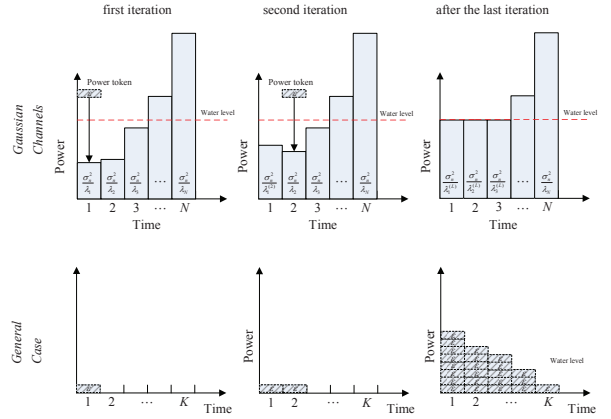 first iteration
second iteration
after the last iteration
Gaussian Channels
Power token
Water level
Power
σ²ₙ/λ₁
σ²ₙ/λ₂
σ²ₙ/λ₃
...
σ²ₙ/λ_N
1 2 3 ... N
Time
Power token
Water level
Power
σ²ₙ/λ₁⁽²⁾
σ²ₙ/λ₂
σ²ₙ/λ₃
...
σ²ₙ/λ_N
1 2 3 ... N
Time
Water level
Power
σ²ₙ/λ₁⁽ᴸ⁾
σ²ₙ/λ₂⁽ᴸ⁾
σ²ₙ/λ₃⁽ᴸ⁾
...
σ²ₙ/λ_N
1 2 3 ... N
Time
General Case
1 2 ... K Time
Power
1 2 ... K Time
Power
Water level
1 2 ... K Time